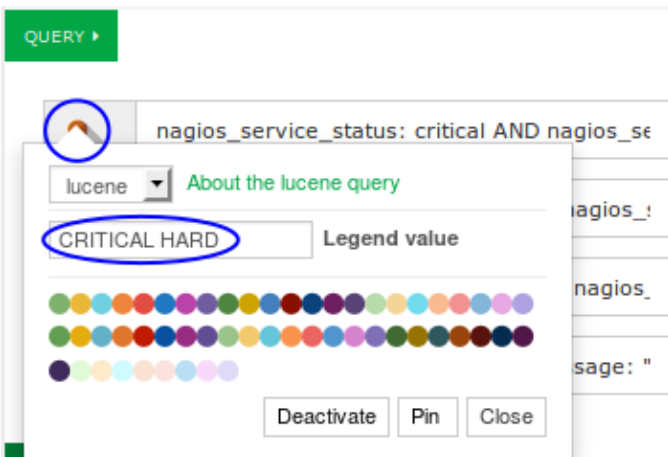 QUERY
nagios_service_status: critical AND nagios_se
lucene About the lucene query
nagios_s
CRITICAL HARD Legend value
nagios_
sage: "
Deactivate Pin Close